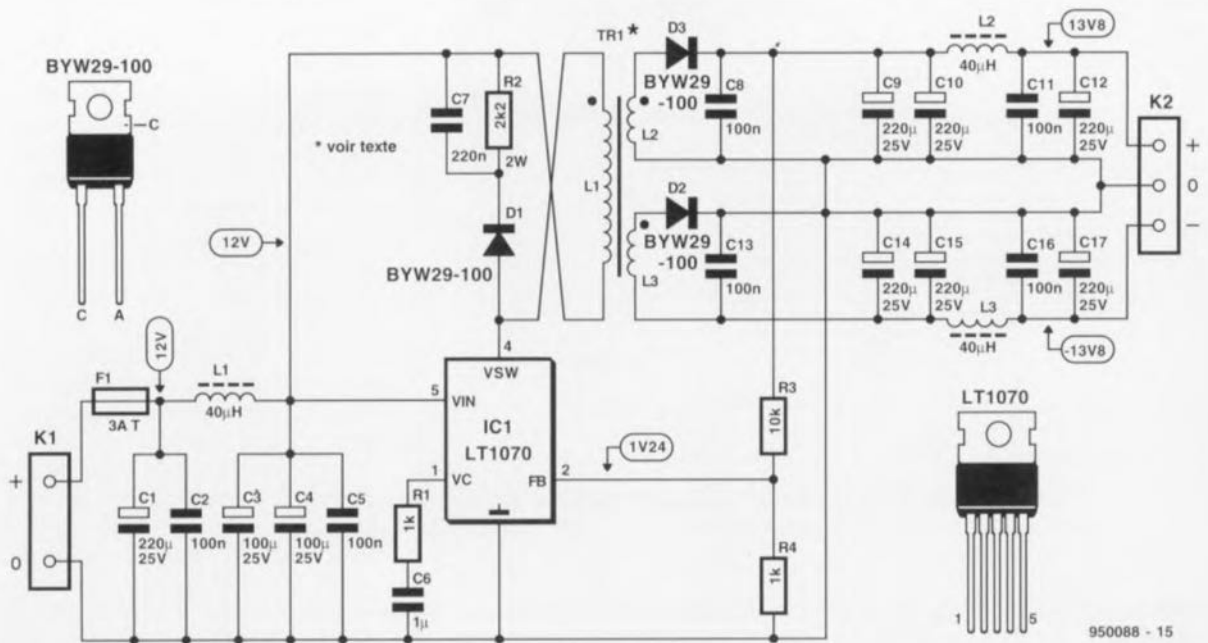 BYW29-100
C
C
A
* voir texte
12V
C7
220n
R2
2k2
2W
D1
BYW29-100
TR1*
L1
L2
L3
D3
BYW29
-100
D2
BYW29
-100
C8
100n
C13
100n
C9
220μ
25V
C10
220μ
25V
L2
40μH
13V8
C11
100n
C12
220μ
25V
K2
+
0
−
C14
220μ
25V
C15
220μ
25V
L3
40μH
C16
100n
C17
220μ
25V
-13V8
K1
+
0
F1
3A T
12V
L1
40μH
C1
220μ
25V
C2
100n
C3
100μ
25V
C4
100μ
25V
C5
100n
4
VSW
5
VIN
IC1
LT1070
1
VC
FB
2
1V24
R1
1k
C6
1μ
R3
10k
R4
1k
LT1070
1
5
950088 - 15